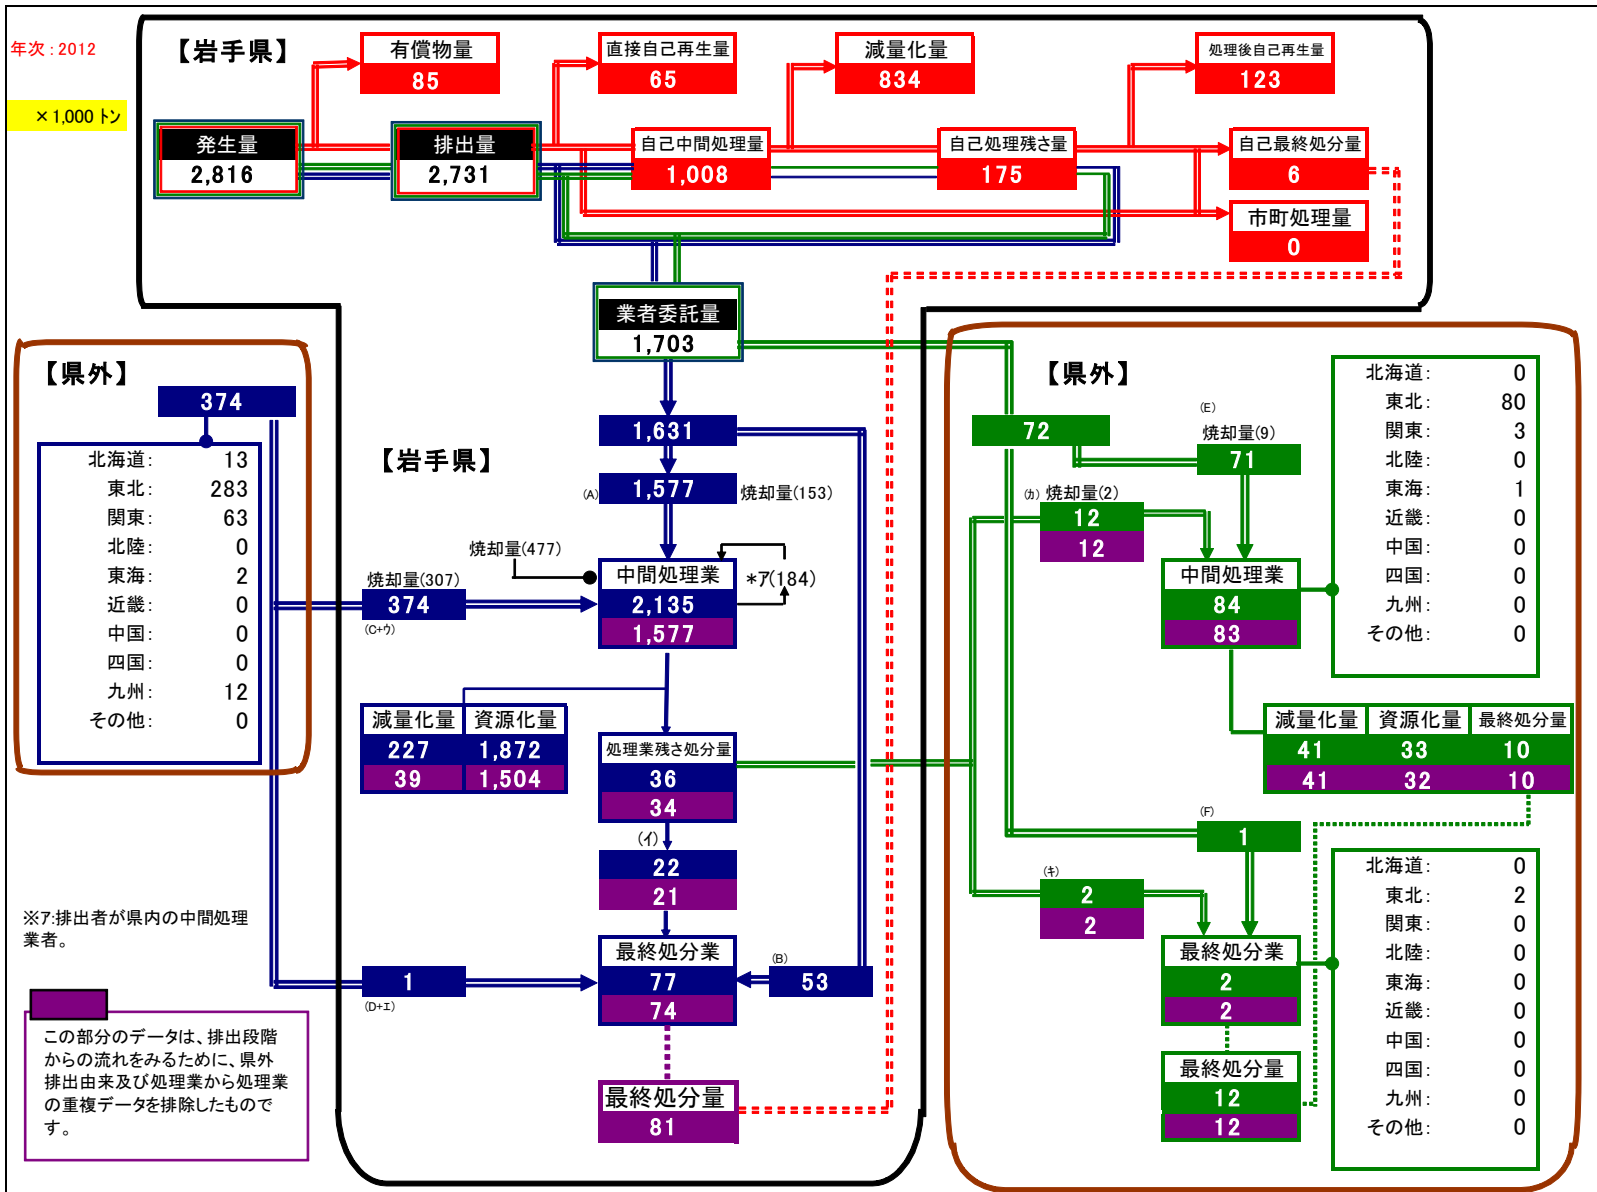 年次：2012
×1,000 トン
【岩手県】
有償物量
85
直接自己再生量
65
減量化量
834
処理後自己再生量
123
発生量
2,816
排出量
2,731
自己中間処理量
1,008
自己処理残さ量
175
自己最終処分量
6
市町処理量
0
業者委託量
1,703
【県外】
374
北海道： 13
東北： 283
関東： 63
北陸： 0
東海： 2
近畿： 0
中国： 0
四国： 0
九州： 12
その他： 0
【岩手県】
1,631
(A)
1,577
焼却量(153)
焼却量(477)
焼却量(307)
374
(C+ウ)
中間処理業
2,135
1,577
*ア(184)
減量化量
227
39
資源化量
1,872
1,504
処理業残さ処分量
36
34
(イ)
22
21
最終処分業
77
74
(B)
53
1
(D+エ)
最終処分量
81
【県外】
72
(E)
焼却量(9)
71
(カ) 焼却量(2)
12
12
中間処理業
84
83
北海道： 0
東北： 80
関東： 3
北陸： 0
東海： 1
近畿： 0
中国： 0
四国： 0
九州： 0
その他： 0
減量化量
41
41
資源化量
33
32
最終処分量
10
10
(F)
1
(キ)
2
2
最終処分業
2
2
最終処分量
12
12
北海道： 0
東北： 2
関東： 0
北陸： 0
東海： 0
近畿： 0
中国： 0
四国： 0
九州： 0
その他： 0
※ア:排出者が県内の中間処理
業者。
この部分のデータは、排出段階
からの流れをみるために、県外
排出由来及び処理業から処理業
の重複データを排除したもので
す。